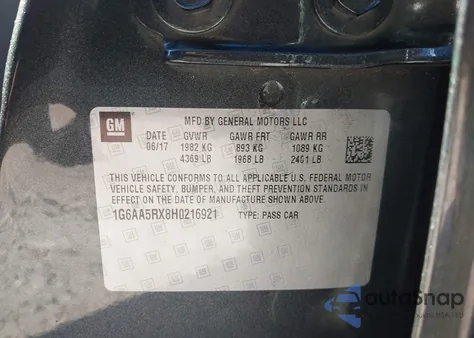 GM
MFD BY GENERAL MOTORS LLC
DATE GVWR GAWR FRT GAWR RR
06/17 1982 KG 893 KG 1089 KG
4369 LB 1968 LB 2401 LB
THIS VEHICLE CONFORMS TO ALL APPLICABLE U.S. FEDERAL MOTOR
VEHICLE SAFETY, BUMPER, AND THEFT PREVENTION STANDARDS IN
EFFECT ON THE DATE OF MANUFACTURE SHOWN ABOVE.
1G6AA5RX8H0216921 TYPE: PASS CAR
autoSnap